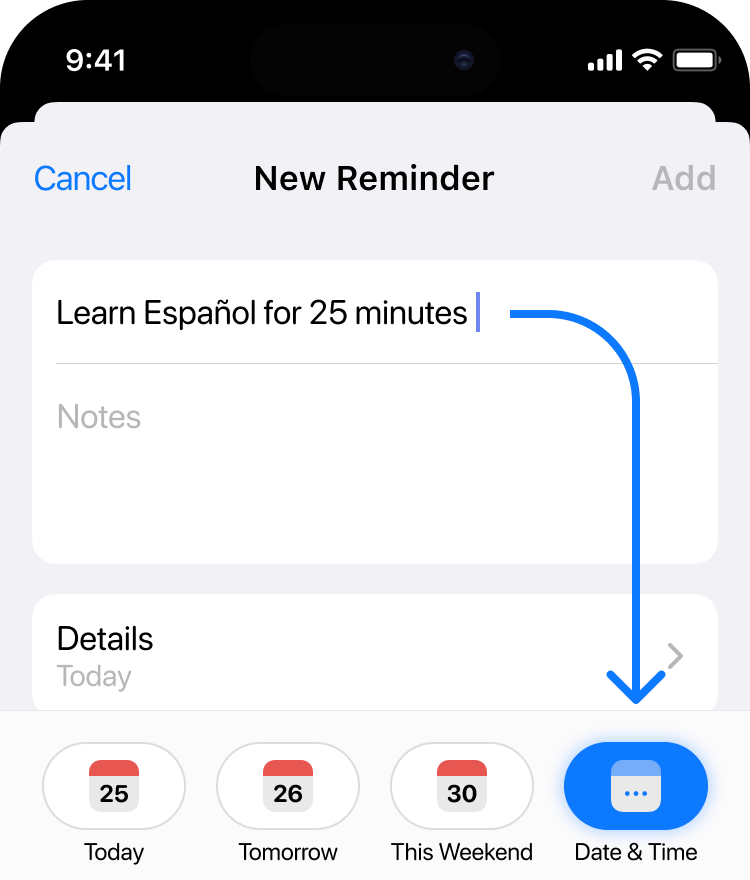 9:41
Cancel
New Reminder
Add
Learn Español for 25 minutes
Notes
Details
Today
25
26
30
Today
Tomorrow
This Weekend
Date & Time